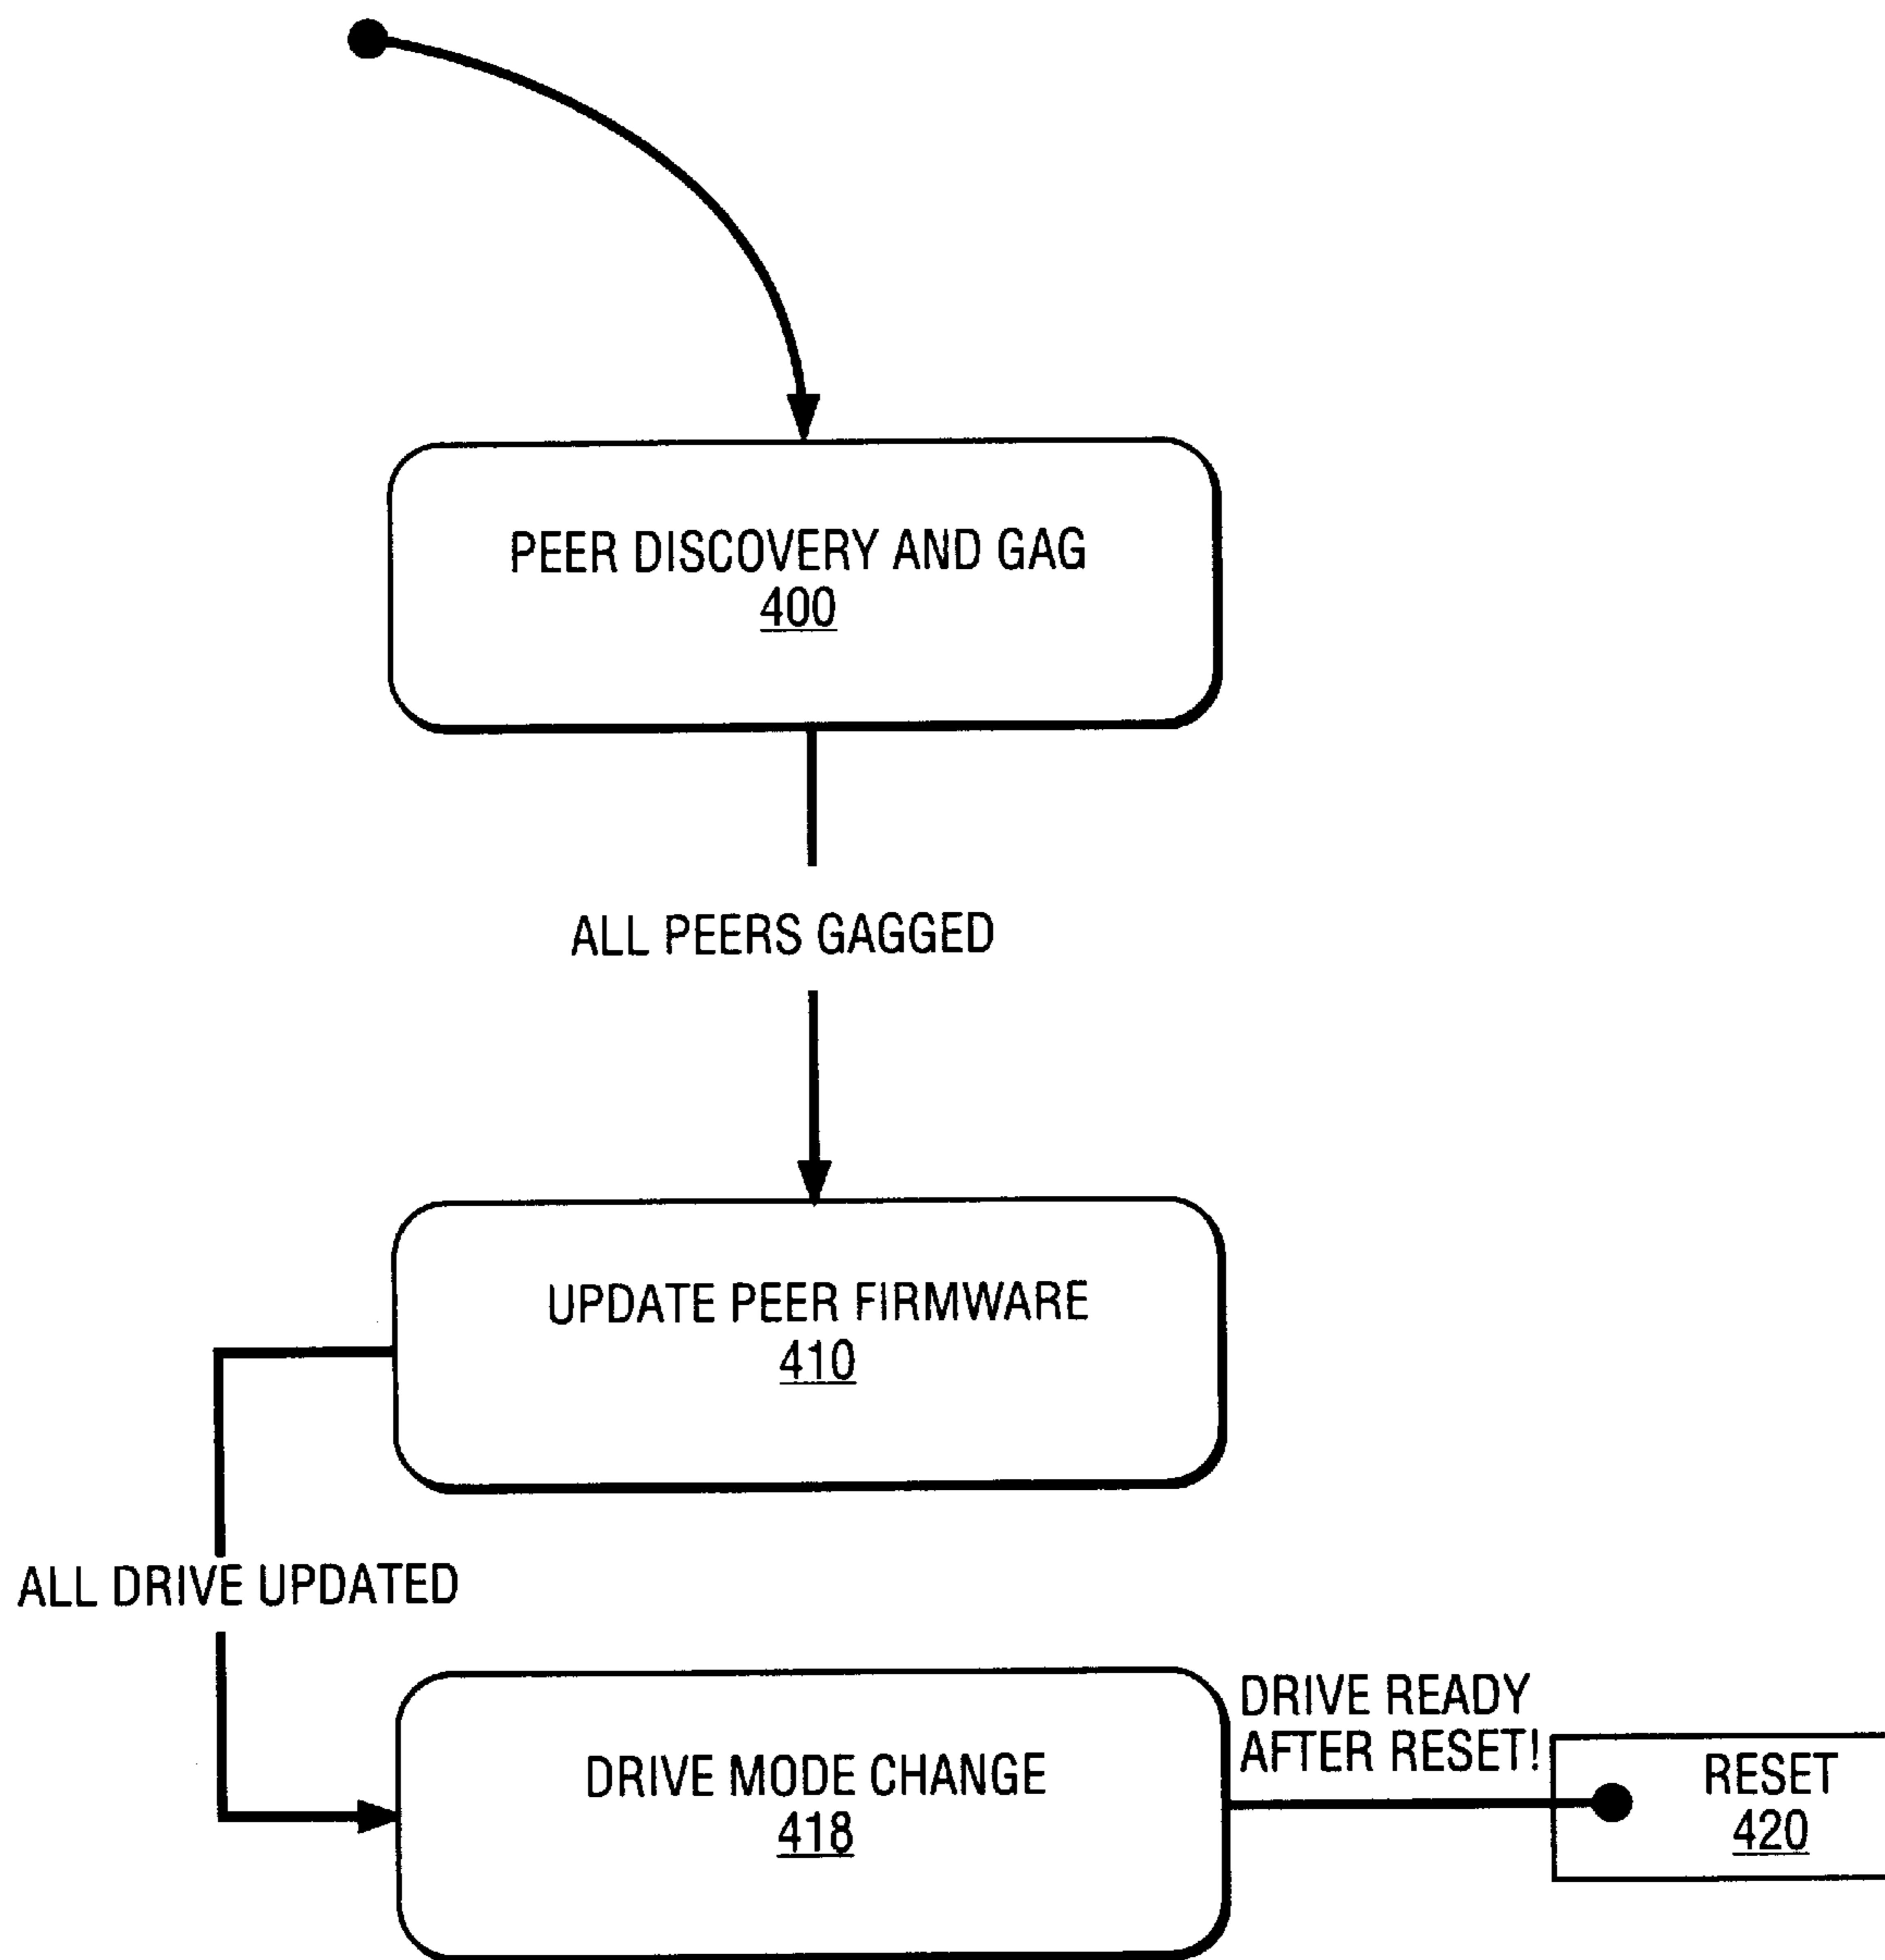 PEER DISCOVERY AND GAG
400
ALL PEERS GAGGED
UPDATE PEER FIRMWARE
410
ALL DRIVE UPDATED
DRIVE MODE CHANGE
418
DRIVE READY
AFTER RESET!
RESET
420